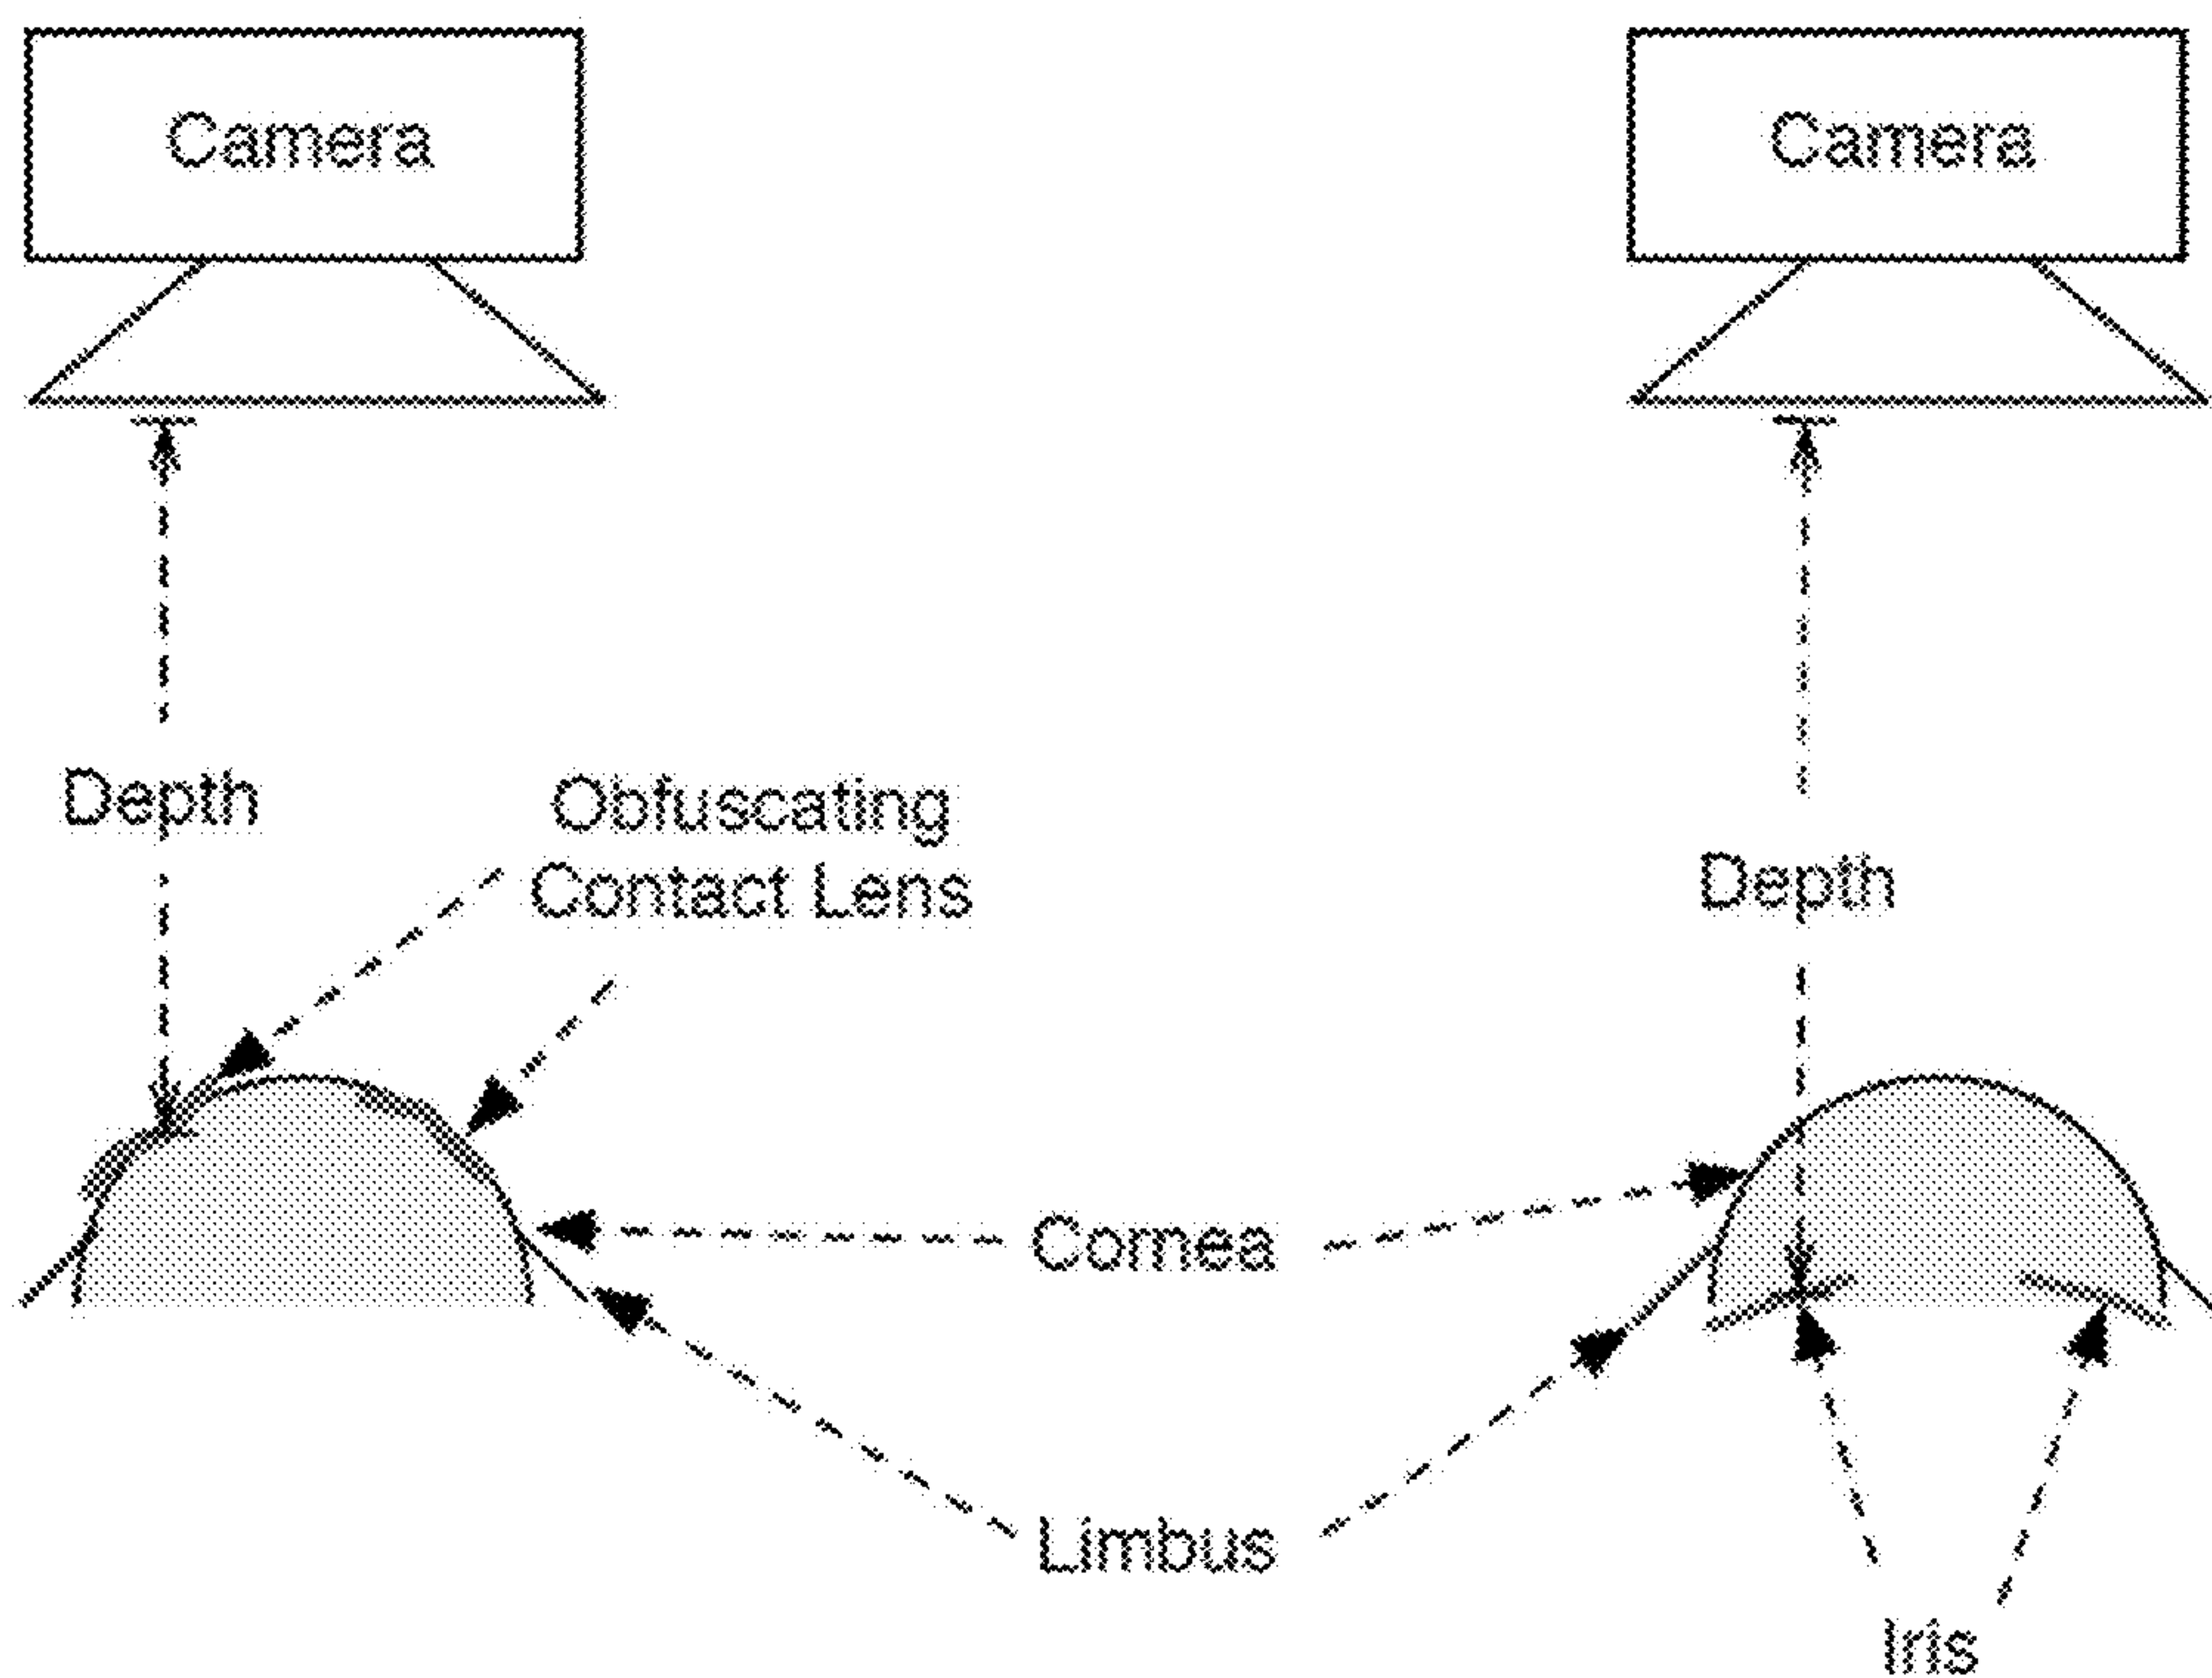 Camera
Camera
Depth
Obfuscating
Contact Lens
Depth
Cornea
Limbus
Iris